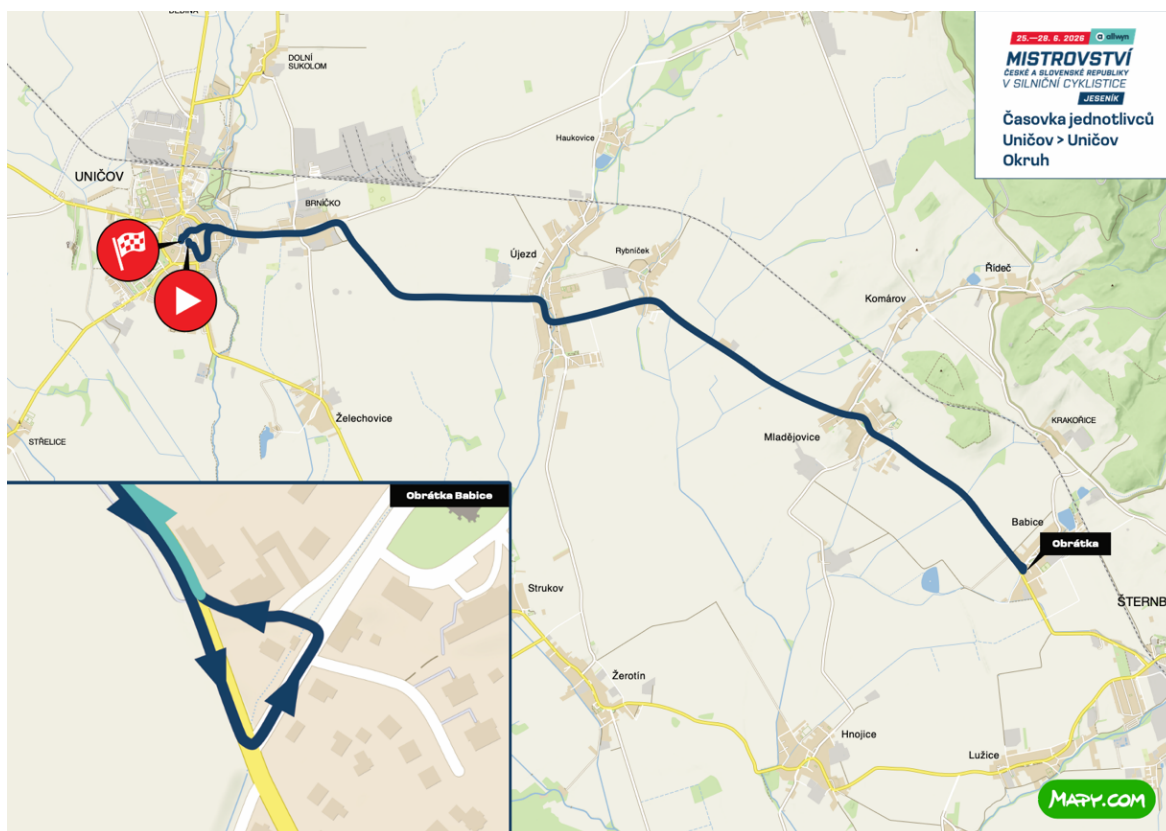 DOLNÍ
SUKOLOM
25.—28. 6. 2026 allwyn
MISTROVSTVÍ
ČESKÉ A SLOVENSKÉ REPUBLIKY
V SILNIČNÍ CYKLISTICE
JESENÍK
Časovka jednotlivců
Uničov > Uničov
Okruh
Haukovice
UNIČOV
BRNÍČKO
Újezd
Rybníček
Řídeč
Komárov
Želechovice
STŘELICE
Mladějovice
KRAKOŘICE
Obrátka Babice
Babice
Obrátka
Strukov
ŠTERNB
Žerotín
Hnojice
Lužice
MAPY.COM